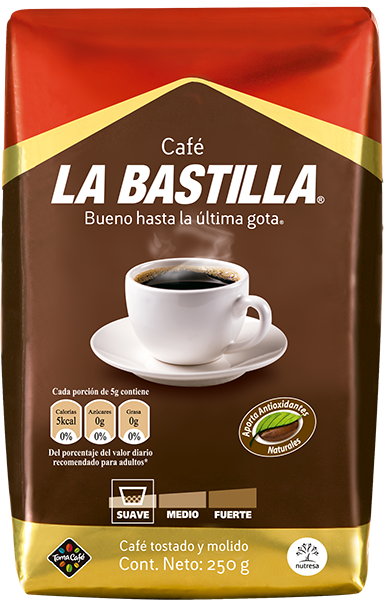 Café
LA BASTILLA®
Bueno hasta la última gota®
Cada porción de 5g contiene
Calorías Azúcares Grasa
5kcal 0g 0g
0% 0% 0%
Del porcentaje del valor diario
recomendado para adultos*
Aporta Antioxidantes
Naturales
SUAVE MEDIO FUERTE
Toma Café
Café tostado y molido
Cont. Neto: 250 g
nutresa